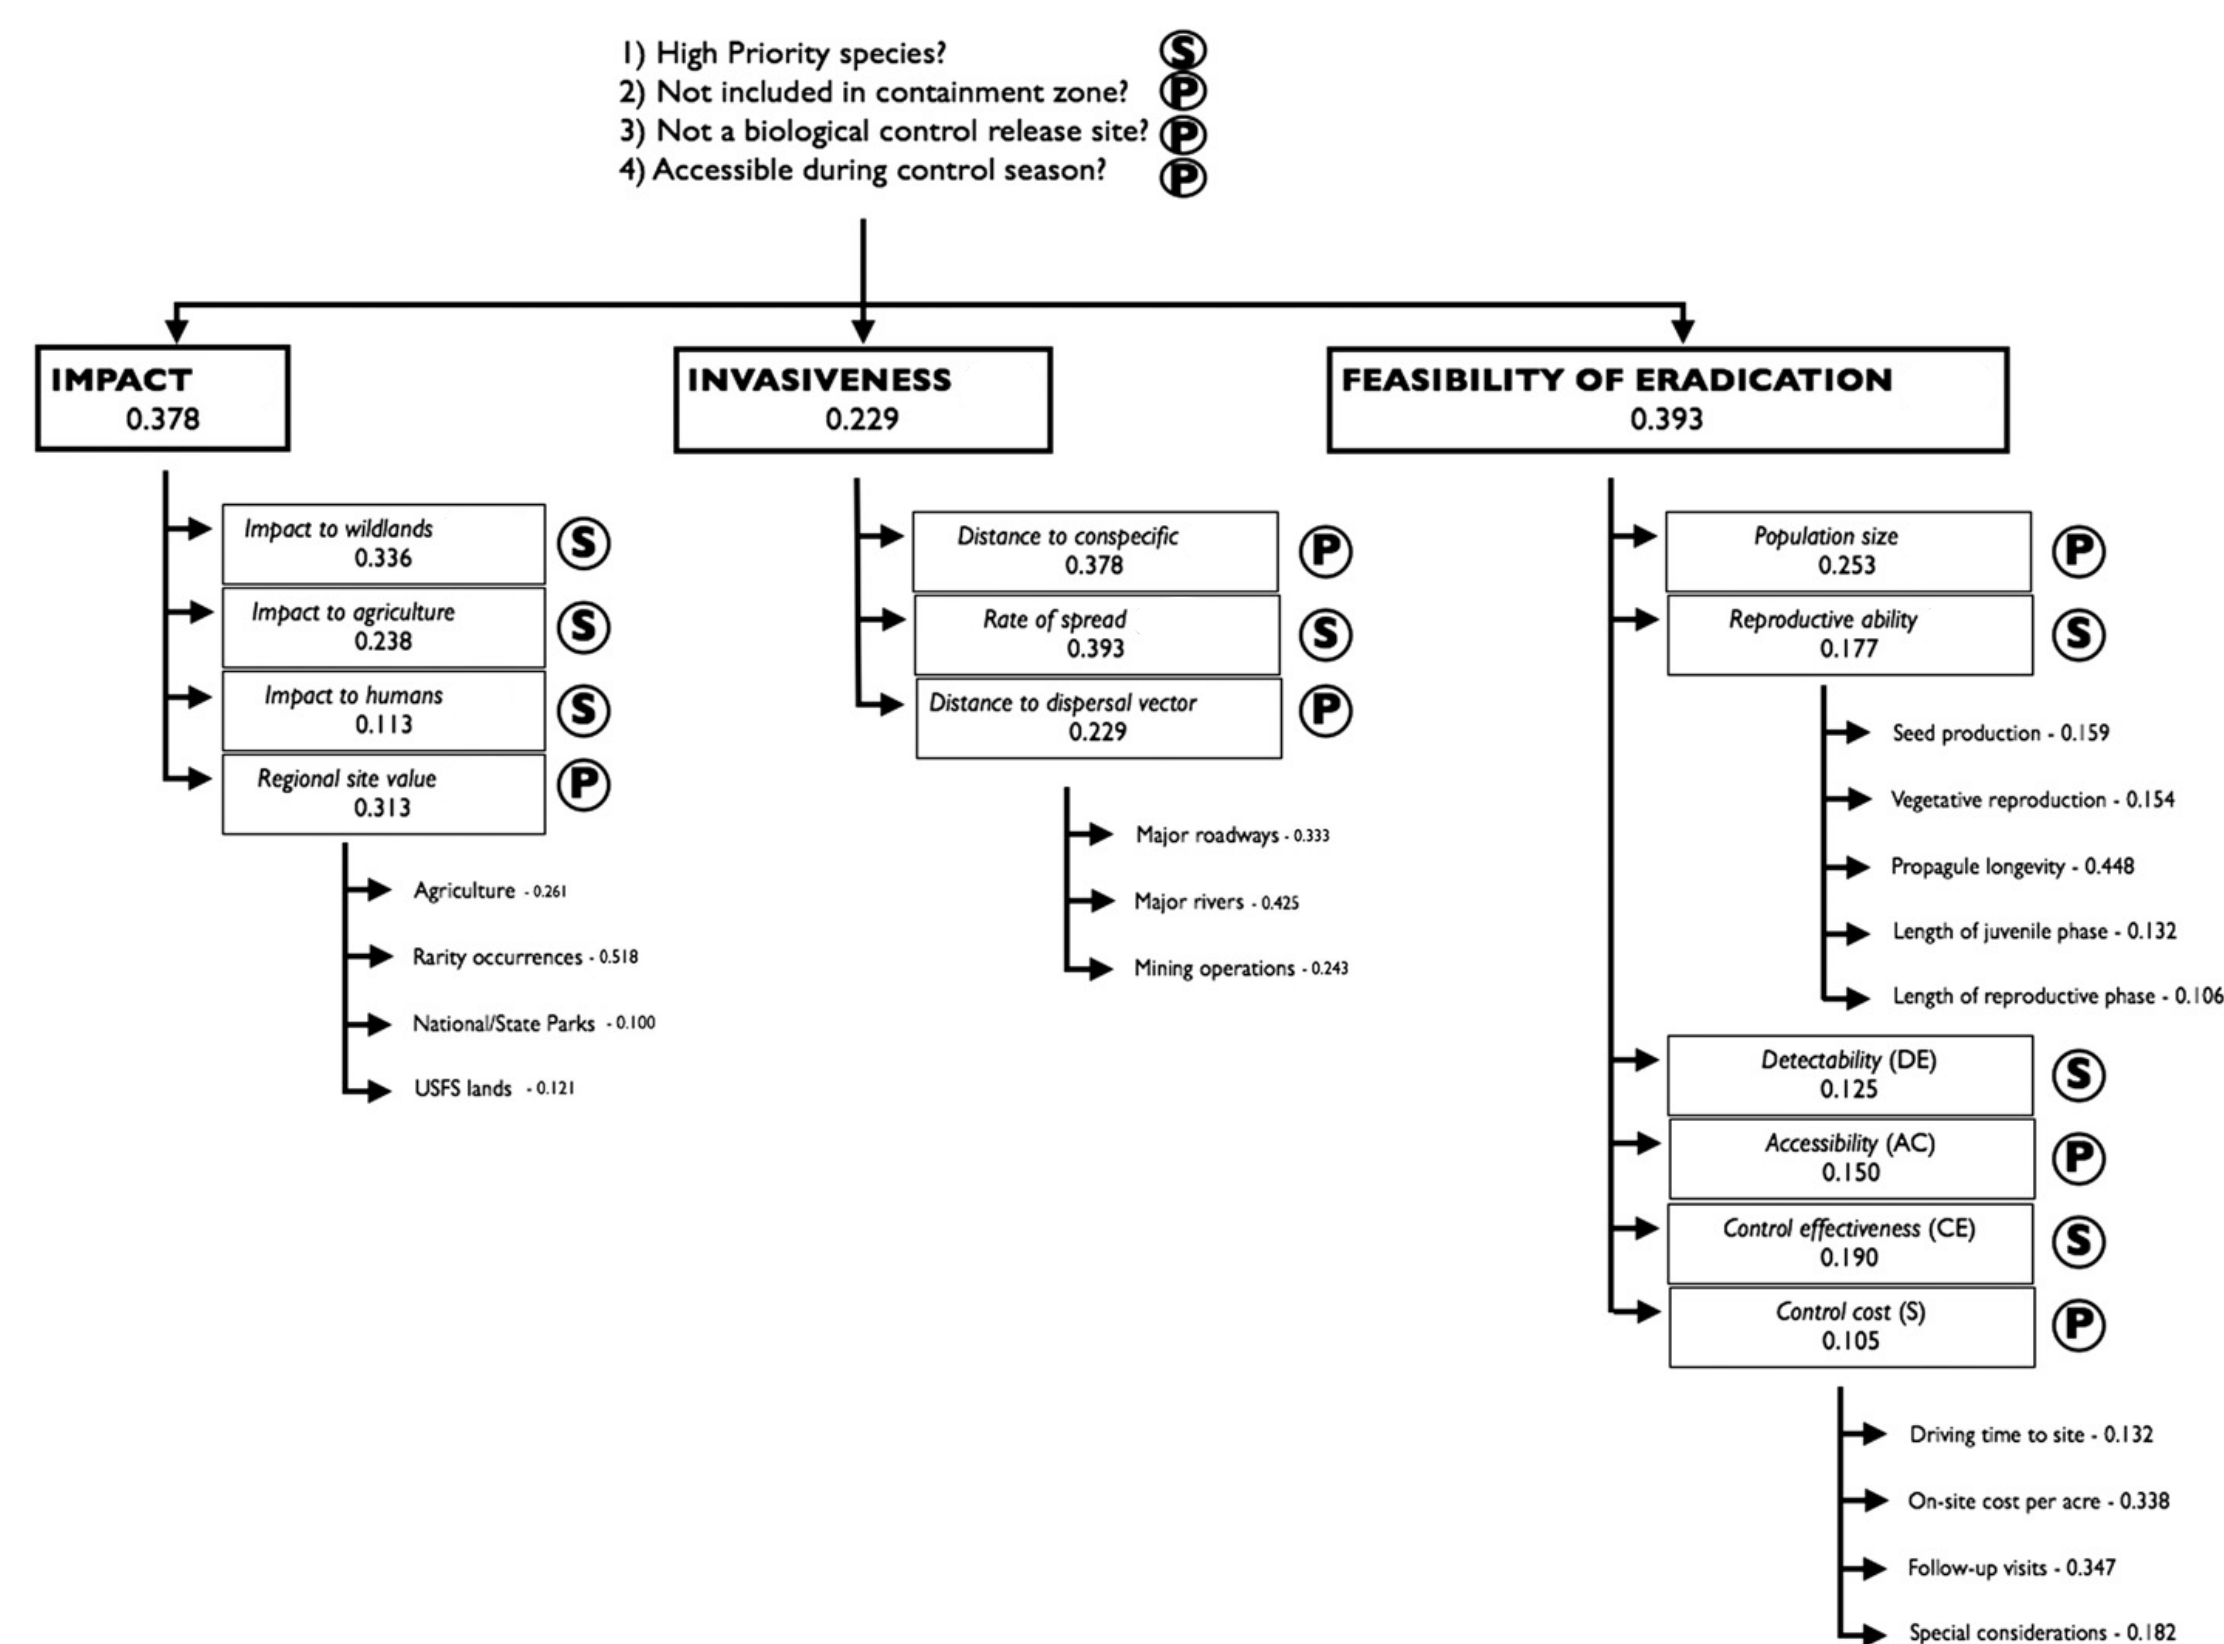 1) High Priority species? S
2) Not included in containment zone? P
3) Not a biological control release site? P
4) Accessible during control season? P
IMPACT
0.378
Impact to wildlands
0.336
S
Impact to agriculture
0.238
S
Impact to humans
0.113
S
Regional site value
0.313
P
Agriculture - 0.261
Rarity occurrences - 0.518
National/State Parks - 0.100
USFS lands - 0.121
INVASIVENESS
0.229
Distance to conspecific
0.378
P
Rate of spread
0.393
S
Distance to dispersal vector
0.229
P
Major roadways - 0.333
Major rivers - 0.425
Mining operations - 0.243
FEASIBILITY OF ERADICATION
0.393
Population size
0.253
P
Reproductive ability
0.177
S
Seed production - 0.159
Vegetative reproduction - 0.154
Propagule longevity - 0.448
Length of juvenile phase - 0.132
Length of reproductive phase - 0.106
Detectability (DE)
0.125
S
Accessibility (AC)
0.150
P
Control effectiveness (CE)
0.190
S
Control cost (S)
0.105
P
Driving time to site - 0.132
On-site cost per acre - 0.338
Follow-up visits - 0.347
Special considerations - 0.182